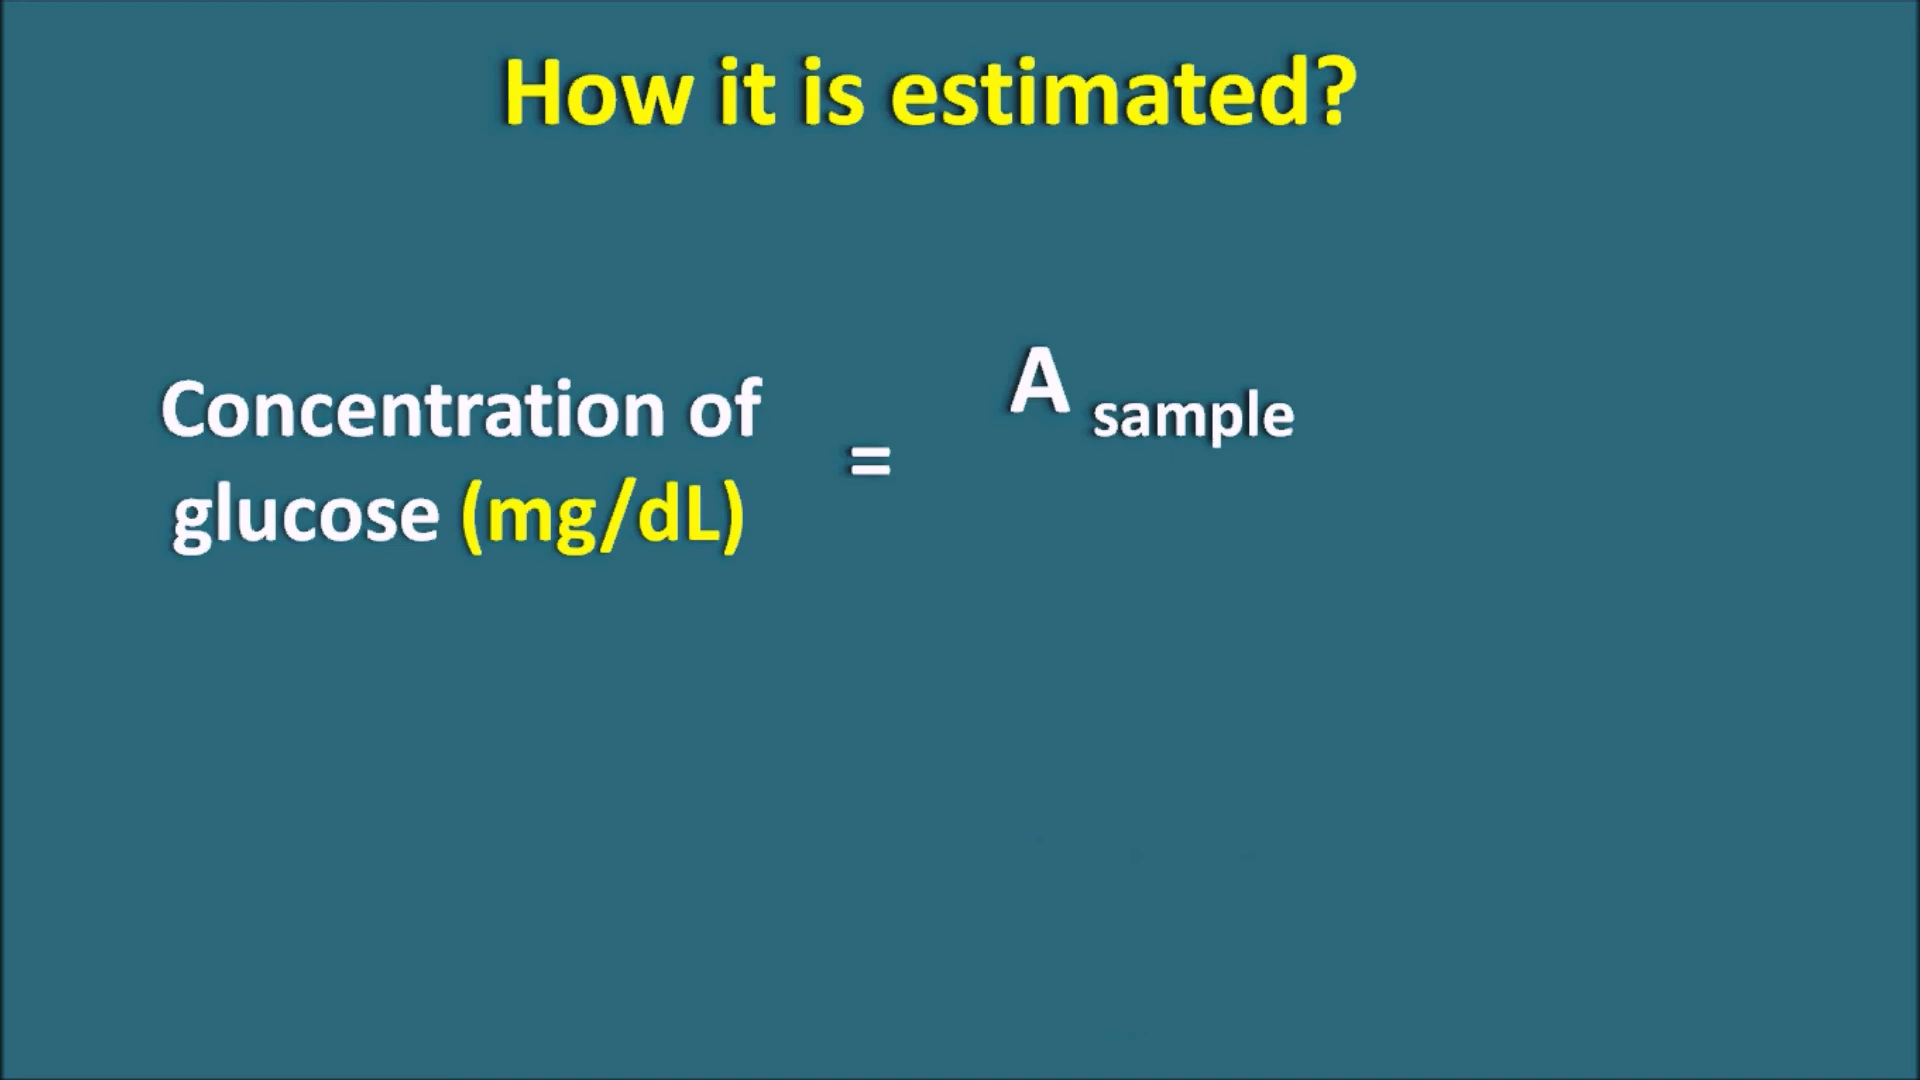 How it is estimated?
Concentration of
glucose (mg/dL)
=
A sample